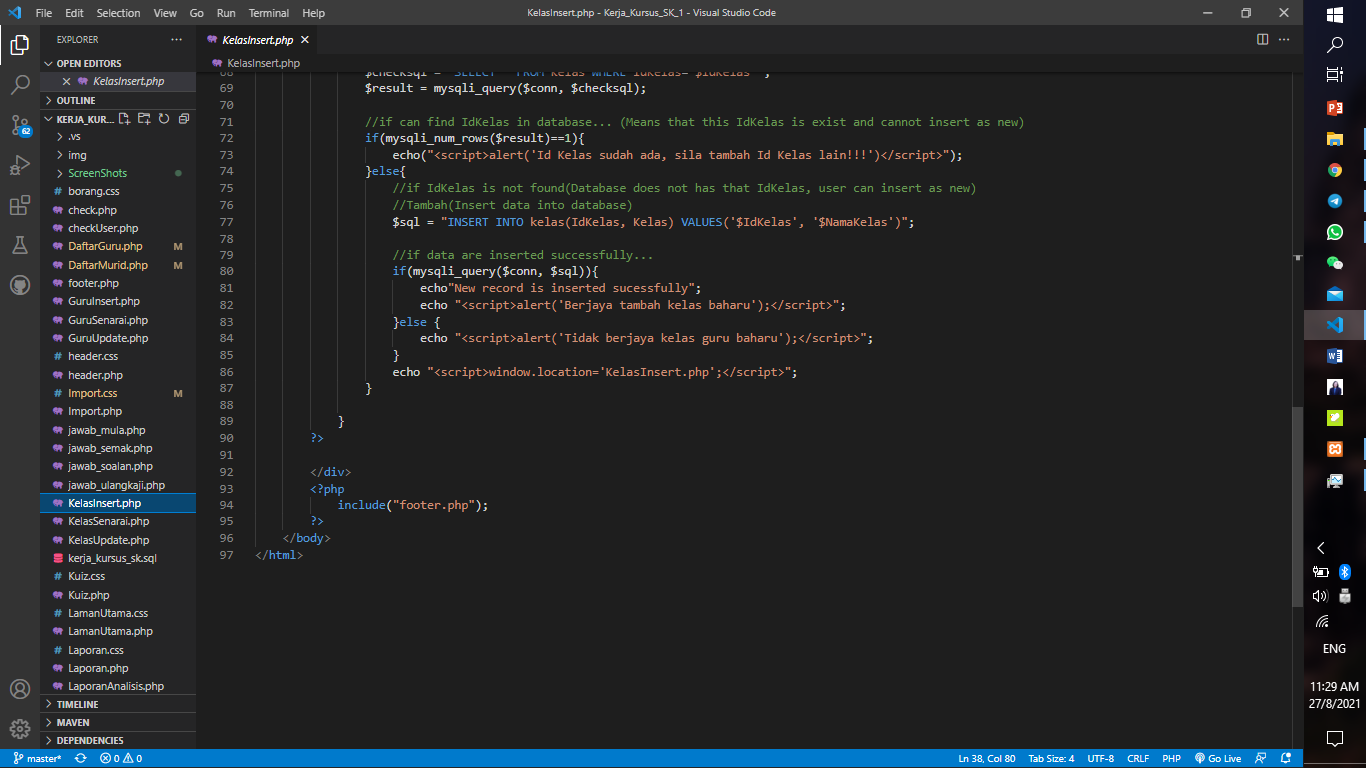 File Edit Selection View Go Run Terminal Help
KelasInsert.php - Kerja_Kursus_SK_1 - Visual Studio Code
EXPLORER
OPEN EDITORS
KelasInsert.php
OUTLINE
KERJA_KUR...
.vs
img
ScreenShots
borang.css
check.php
checkUser.php
DaftarGuru.php M
DaftarMurid.php M
footer.php
GuruInsert.php
GuruSenarai.php
GuruUpdate.php
header.css
header.php
Import.css M
Import.php
jawab_mula.php
jawab_semak.php
jawab_soalan.php
jawab_ulangkaji.php
KelasInsert.php
KelasSenarai.php
KelasUpdate.php
kerja_kursus_sk.sql
Kuiz.css
Kuiz.php
LamanUtama.css
LamanUtama.php
Laporan.css
Laporan.php
LaporanAnalisis.php
TIMELINE
MAVEN
DEPENDENCIES
62
KelasInsert.php
KelasInsert.php
68 $checksql = "SELECT * FROM kelas WHERE IdKelas='$IdKelas'";
69 $result = mysqli_query($conn, $checksql);
70
71 //if can find IdKelas in database... (Means that this IdKelas is exist and cannot insert as new)
72 if(mysqli_num_rows($result)==1){
73 echo("<script>alert('Id Kelas sudah ada, sila tambah Id Kelas lain!!!')</script>");
74 }else{
75 //if IdKelas is not found(Database does not has that IdKelas, user can insert as new)
76 //Tambah(Insert data into database)
77 $sql = "INSERT INTO kelas(IdKelas, Kelas) VALUES('$IdKelas', '$NamaKelas')";
78
79 //if data are inserted successfully...
80 if(mysqli_query($conn, $sql)){
81 echo"New record is inserted sucessfully";
82 echo "<script>alert('Berjaya tambah kelas baharu');</script>";
83 }else {
84 echo "<script>alert('Tidak berjaya kelas guru baharu');</script>";
85 }
86 echo "<script>window.location='KelasInsert.php';</script>";
87 }
88
89 }
90 ?>
91
92 </div>
93 <?php
94 include("footer.php");
95 ?>
96 </body>
97 </html>
master* 0 0
Ln 38, Col 80 Tab Size: 4 UTF-8 CRLF PHP Go Live
ENG
11:29 AM
27/8/2021